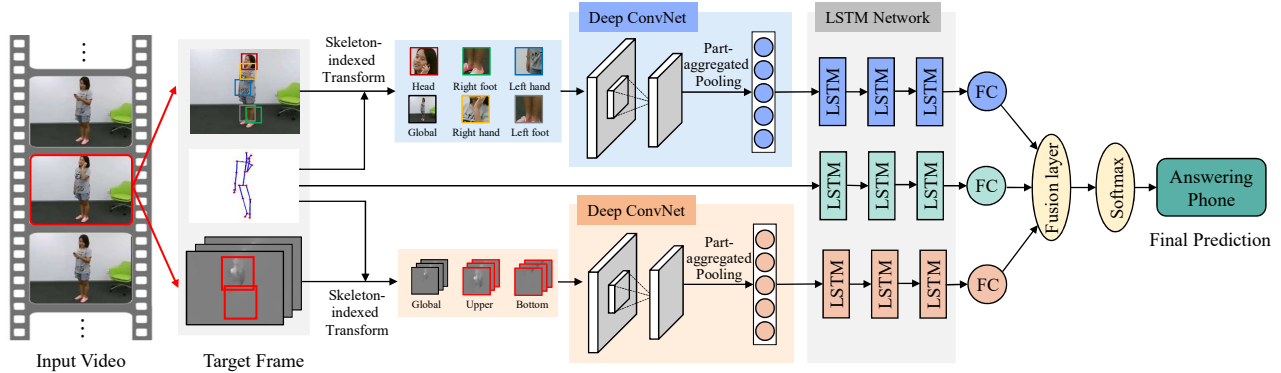 Input Video
Target Frame
Skeleton-
indexed
Transform
Head
Right foot
Left hand
Global
Right hand
Left foot
Deep ConvNet
Part-
aggregated
Pooling
LSTM Network
LSTM
LSTM
LSTM
FC
LSTM
LSTM
LSTM
FC
Skeleton-
indexed
Transform
Global
Upper
Bottom
Deep ConvNet
Part-
aggregated
Pooling
LSTM
LSTM
LSTM
FC
Fusion layer
Softmax
Answering
Phone
Final Prediction